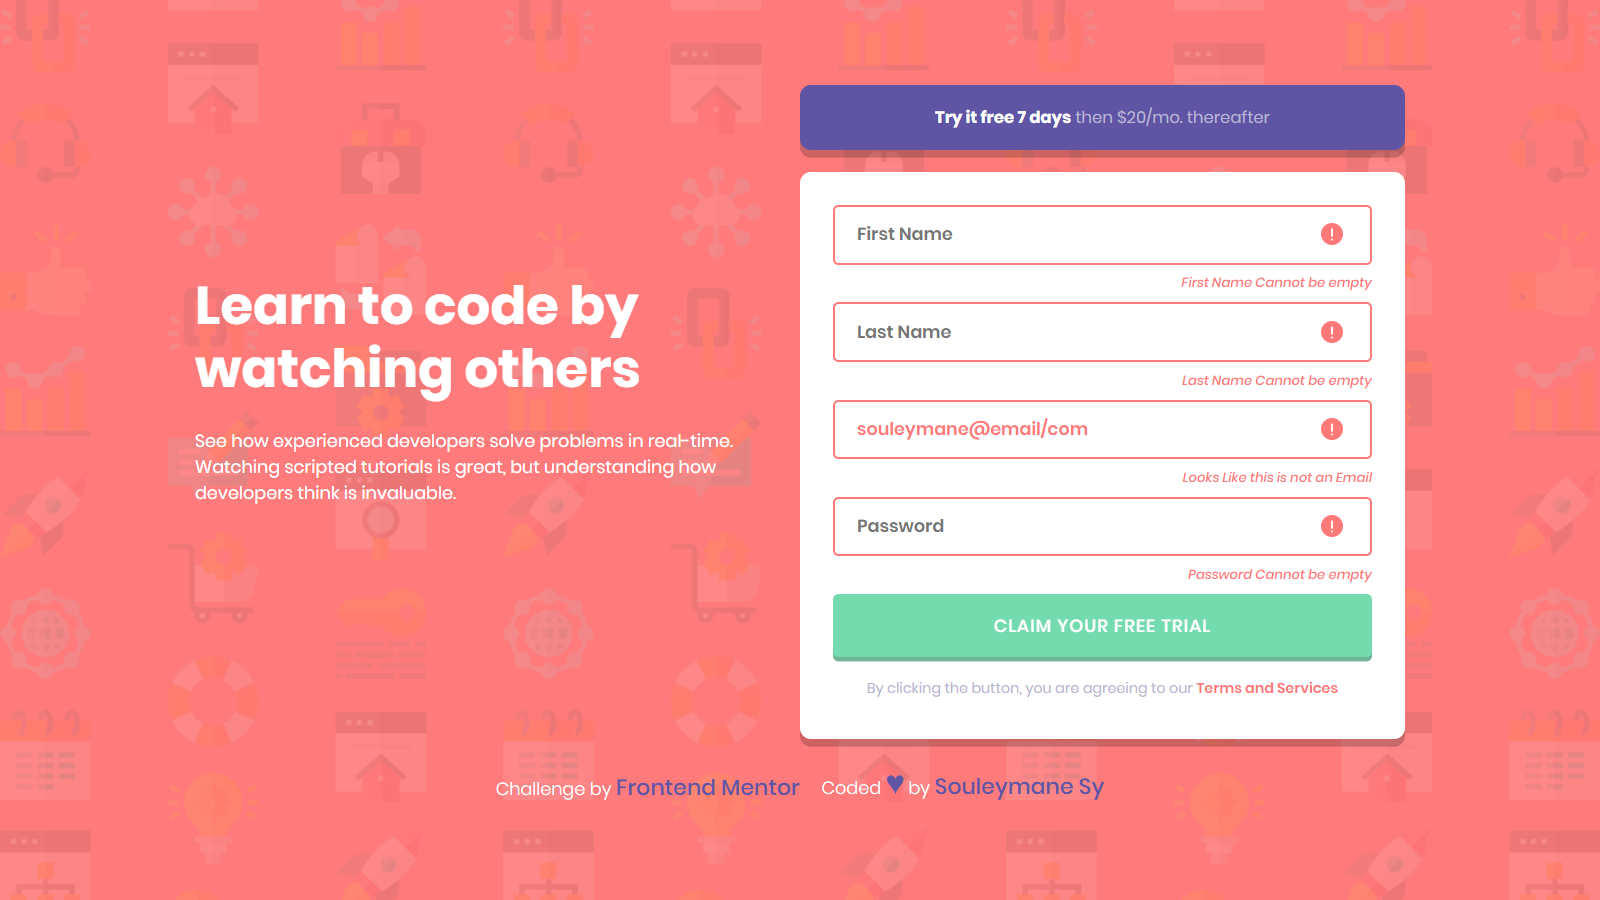 Try it free 7 days then $20/mo. thereafter
Learn to code by
watching others
See how experienced developers solve problems in real-time.
Watching scripted tutorials is great, but understanding how
developers think is invaluable.
First Name
First Name Cannot be empty
Last Name
Last Name Cannot be empty
souleymane@email/com
Looks Like this is not an Email
Password
Password Cannot be empty
CLAIM YOUR FREE TRIAL
By clicking the button, you are agreeing to our Terms and Services
Challenge by Frontend Mentor Coded ♥ by Souleymane Sy